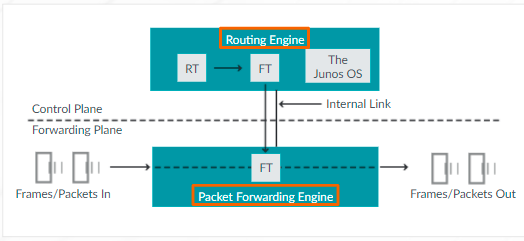 Routing Engine
RT
FT
The
Junos OS
Internal Link
Control Plane
Forwarding Plane
FT
Frames/Packets In
Packet Forwarding Engine
Frames/Packets Out